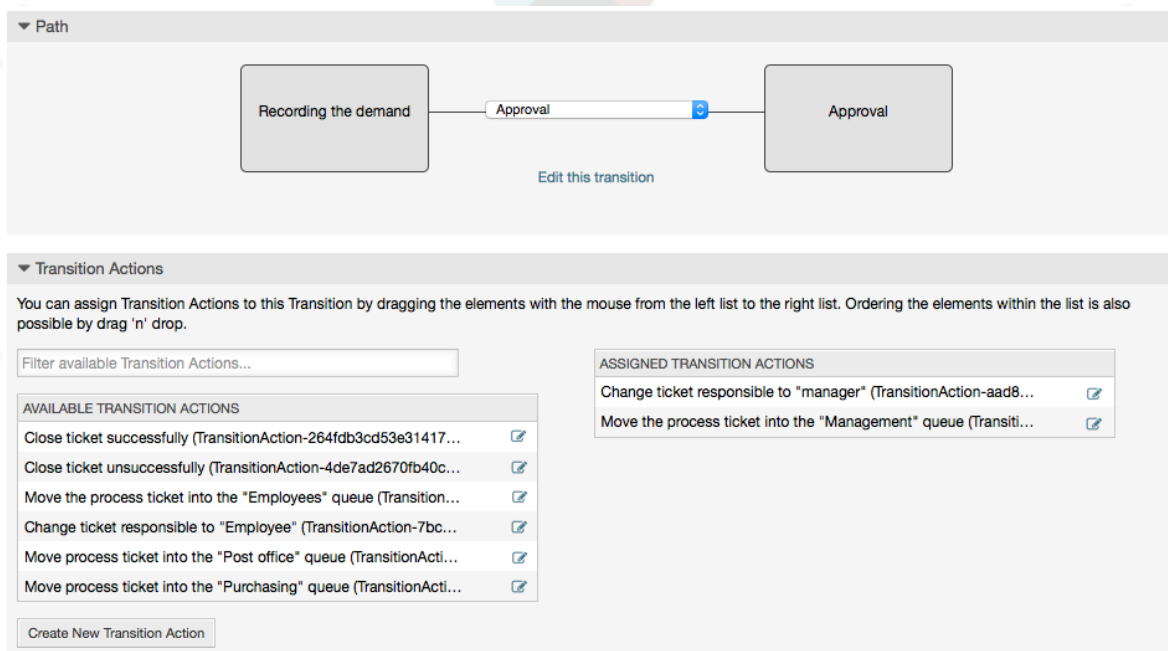 Path
Recording the demand
Approval
Approval
Edit this transition
Transition Actions
You can assign Transition Actions to this Transition by dragging the elements with the mouse from the left list to the right list. Ordering the elements within the list is also
possible by drag 'n' drop.
Filter available Transition Actions...
AVAILABLE TRANSITION ACTIONS
Close ticket successfully (TransitionAction-264fdb3cd53e31417...
Close ticket unsuccessfully (TransitionAction-4de7ad2670fb40c...
Move the process ticket into the "Employees" queue (Transition...
Change ticket responsible to "Employee" (TransitionAction-7bc...
Move process ticket into the "Post office" queue (TransitionActi...
Move process ticket into the "Purchasing" queue (TransitionActi...
Create New Transition Action
ASSIGNED TRANSITION ACTIONS
Change ticket responsible to "manager" (TransitionAction-aad8...
Move the process ticket into the "Management" queue (Transiti...